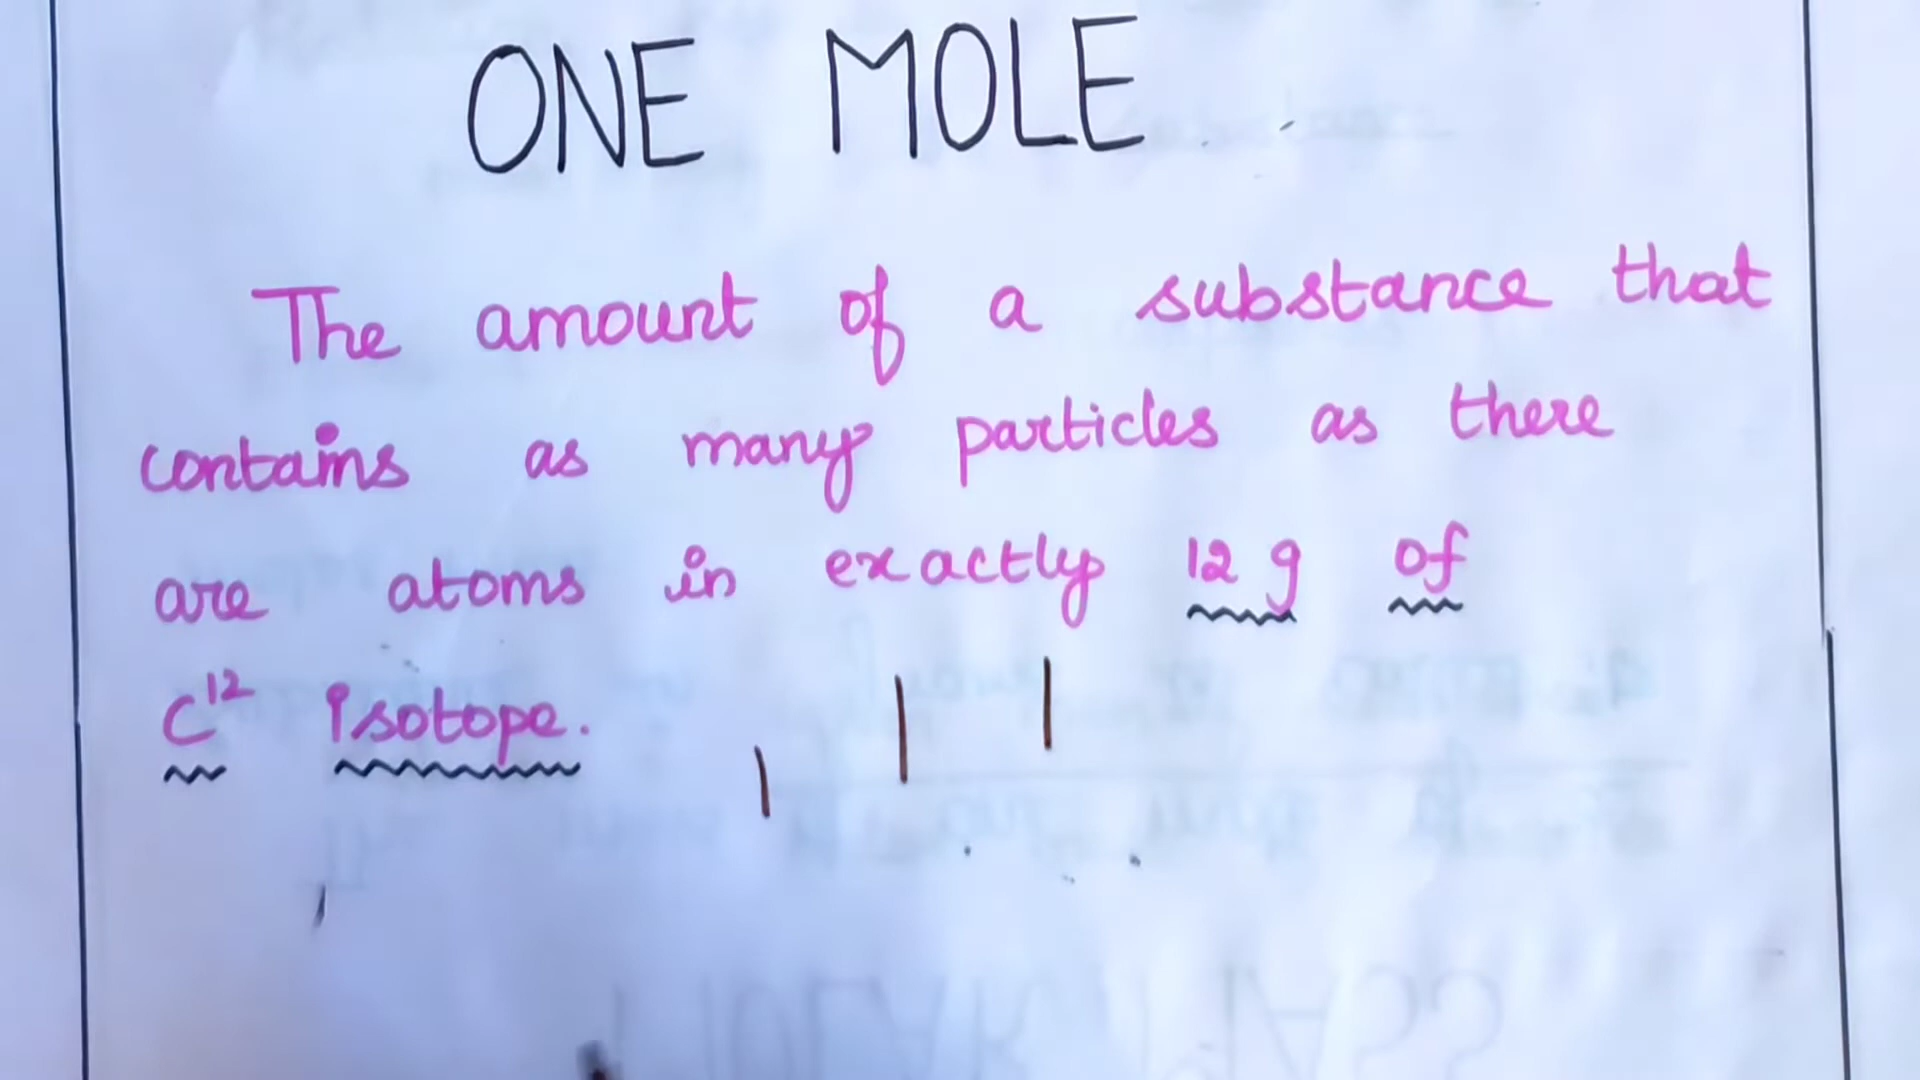 ONE MOLE
The amount of a substance that
contains as many particles as there
are atoms in exactly 12 g of
C¹² isotope.